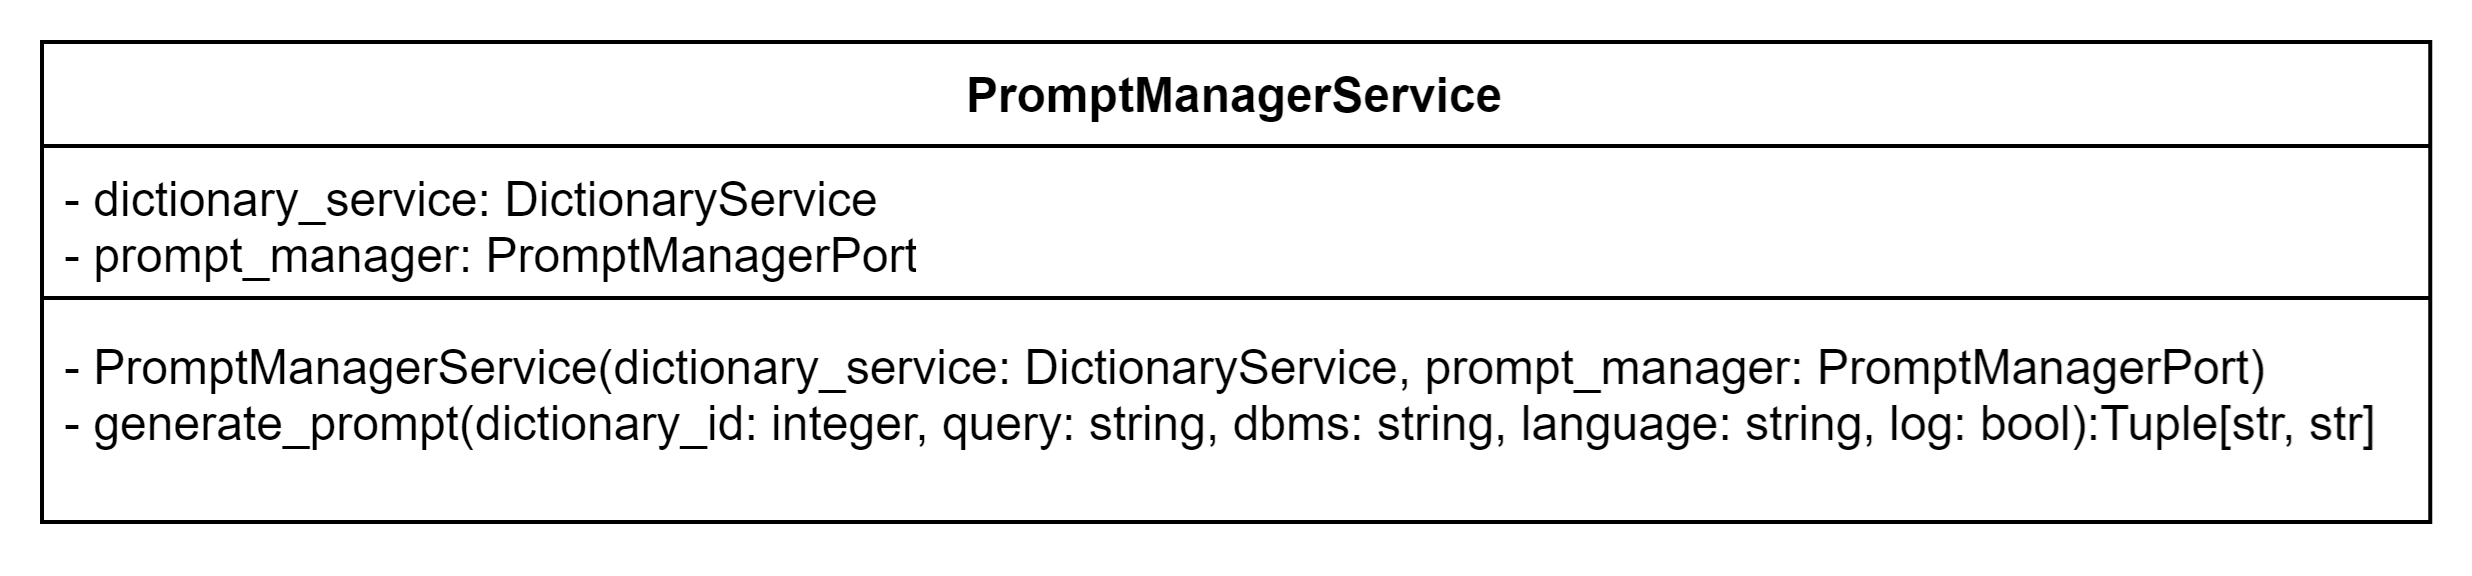 PromptManagerService
- dictionary_service: DictionaryService
- prompt_manager: PromptManagerPort
- PromptManagerService(dictionary_service: DictionaryService, prompt_manager: PromptManagerPort)
- generate_prompt(dictionary_id: integer, query: string, dbms: string, language: string, log: bool):Tuple[str, str]